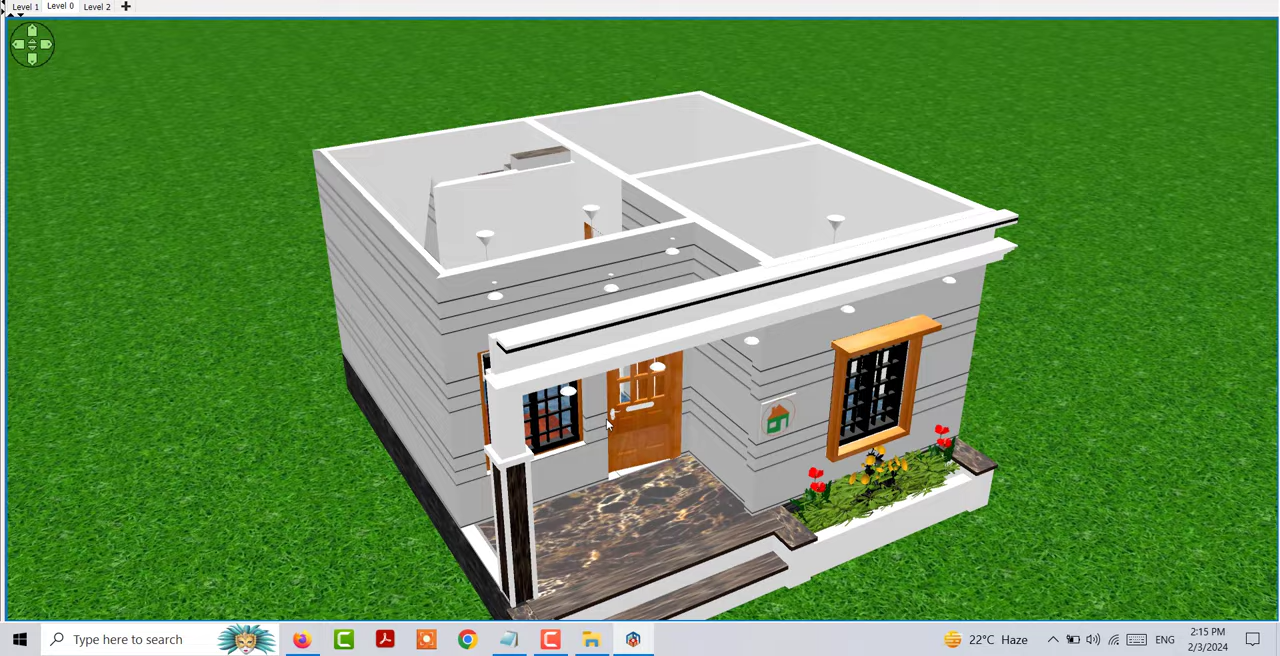 Level 1 Level 0 Level 2
Type here to search
22°C Haze
ENG
2:15 PM
2/3/2024